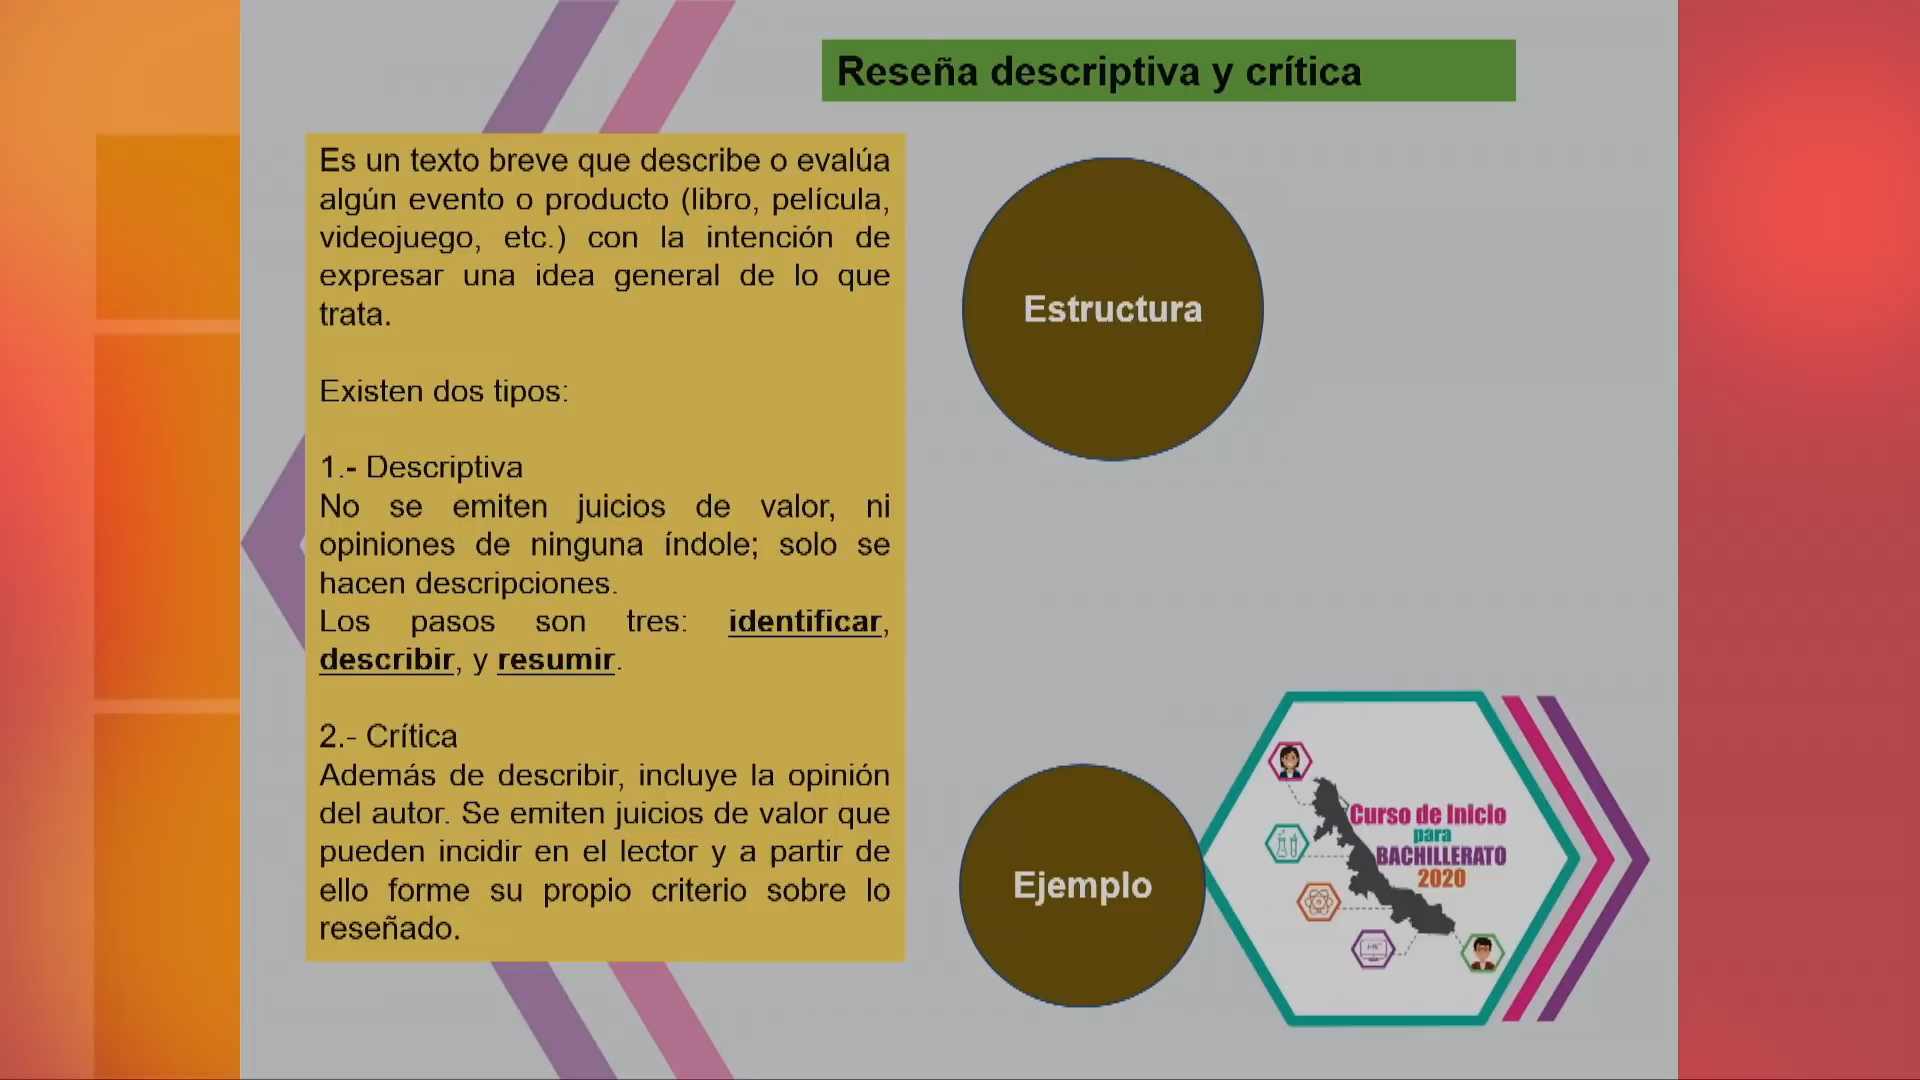 Reseña descriptiva y crítica
Es un texto breve que describe o evalúa
algún evento o producto (libro, película,
videojuego, etc.) con la intención de
expresar una idea general de lo que
trata.
Existen dos tipos:
1.- Descriptiva
No se emiten juicios de valor, ni
opiniones de ninguna índole; solo se
hacen descripciones.
Los pasos son tres: identificar,
describir, y resumir.
2.- Crítica
Además de describir, incluye la opinión
del autor. Se emiten juicios de valor que
pueden incidir en el lector y a partir de
ello forme su propio criterio sobre lo
reseñado.
Estructura
Ejemplo
Curso de Inicio
para
BACHILLERATO
2020